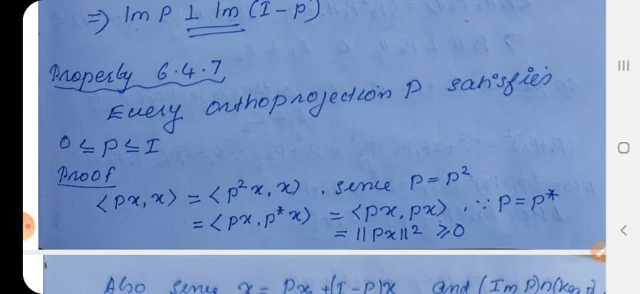 ⇒ Im P ⊥ Im (I - P)
Property 6.4.7
Every orthoprojection P satisfies
0 ≤ P ≤ I
Proof
<Px, x> = <P²x, x> . since P = P²
= <Px, P*x> = <Px, Px> . ∵ P = P*
= ||Px||² ≥ 0
Also since x = Px + (I - P)x and (Im P) ∩